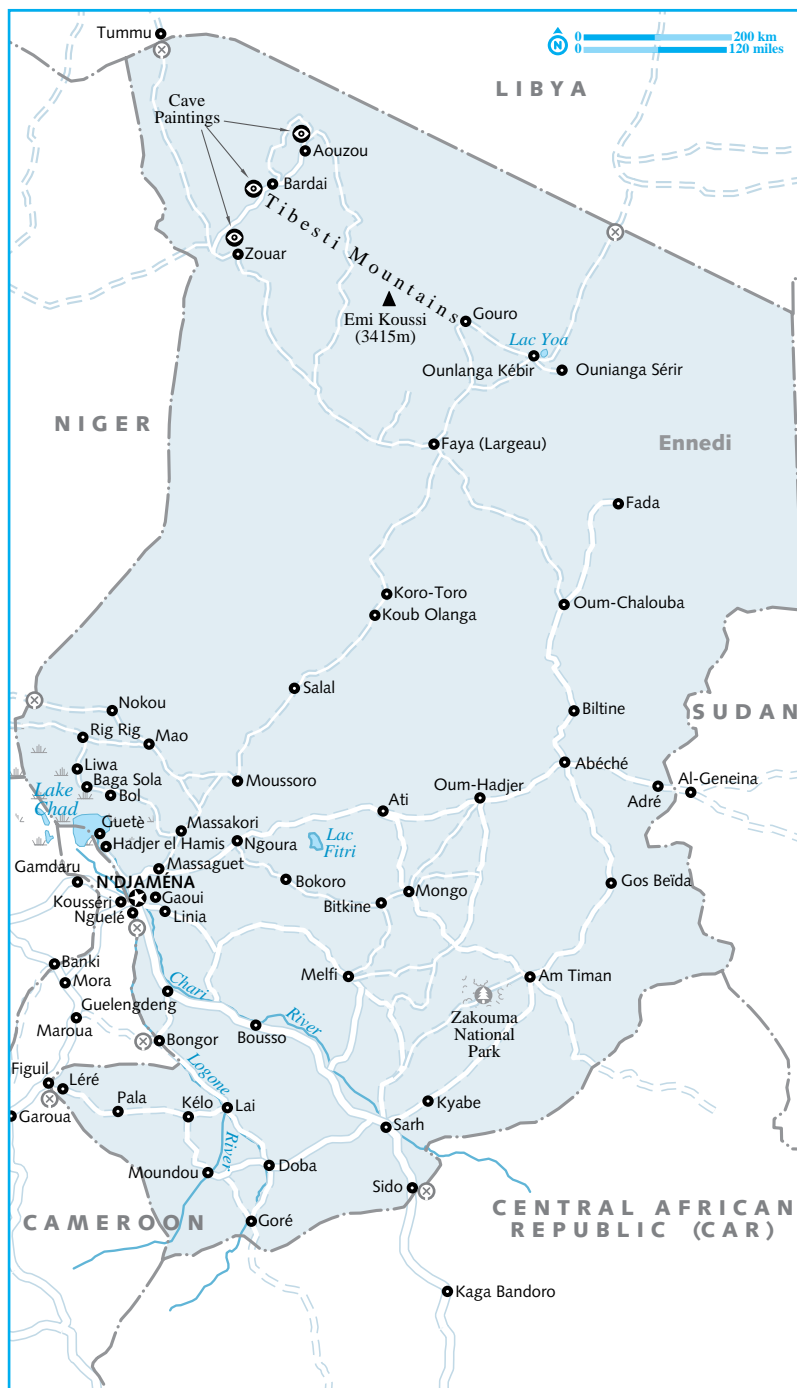 Tummu
N
0 200 km
0 120 miles
LIBYA
Cave
Paintings
Aouzou
Bardai
Tibesti Mountains
Zouar
Emi Koussi
(3415m)
Gouro
Lac Yoa
Ounlanga Kébir
Ounianga Sérir
NIGER
Faya (Largeau)
Ennedi
Fada
Koro-Toro
Koub Olanga
Oum-Chalouba
Salal
Nokou
Biltine
SUDAN
Rig Rig
Mao
Liwa
Abéché
Baga Sola
Moussoro
Al-Geneina
Bol
Oum-Hadjer
Adré
Lake
Chad
Ati
Guetè
Massakori
Hadjer el Hamis
Ngoura
Lac
Fitri
Gamdaru
Massaguet
N'DJAMÉNA
Bokoro
Mongo
Gos Beïda
Kousséri
Gaoui
Bitkine
Nguelé
Linia
Banki
Melfi
Am Timan
Mora
Chari
River
Guelengdeng
Zakouma
National
Park
Maroua
Bousso
Bongor
Logone
River
Figuil
Léré
Pala
Kélo
Lai
Kyabe
Garoua
Sarh
Moundou
Doba
Sido
CAMEROON
Goré
CENTRAL AFRICAN
REPUBLIC (CAR)
Kaga Bandoro